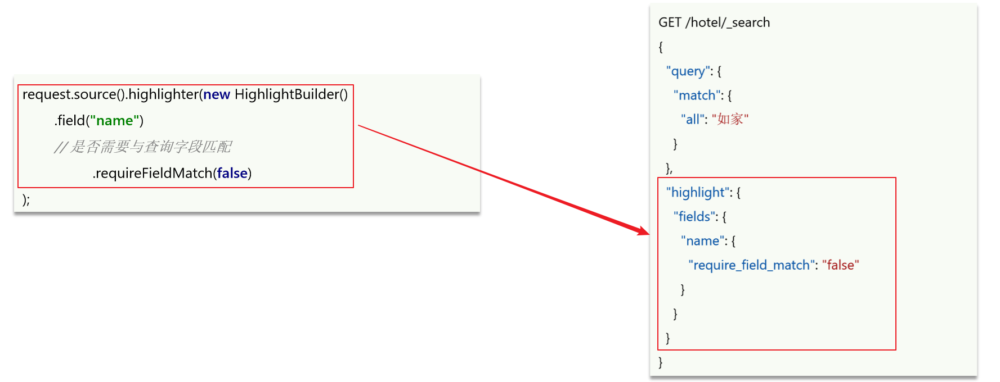 request.source().highlighter(new HighlightBuilder()
.field("name")
// 是否需要与查询字段匹配
.requireFieldMatch(false)
);
GET /hotel/_search
{
"query": {
"match": {
"all": "如家"
}
},
"highlight": {
"fields": {
"name": {
"require_field_match": "false"
}
}
}
}